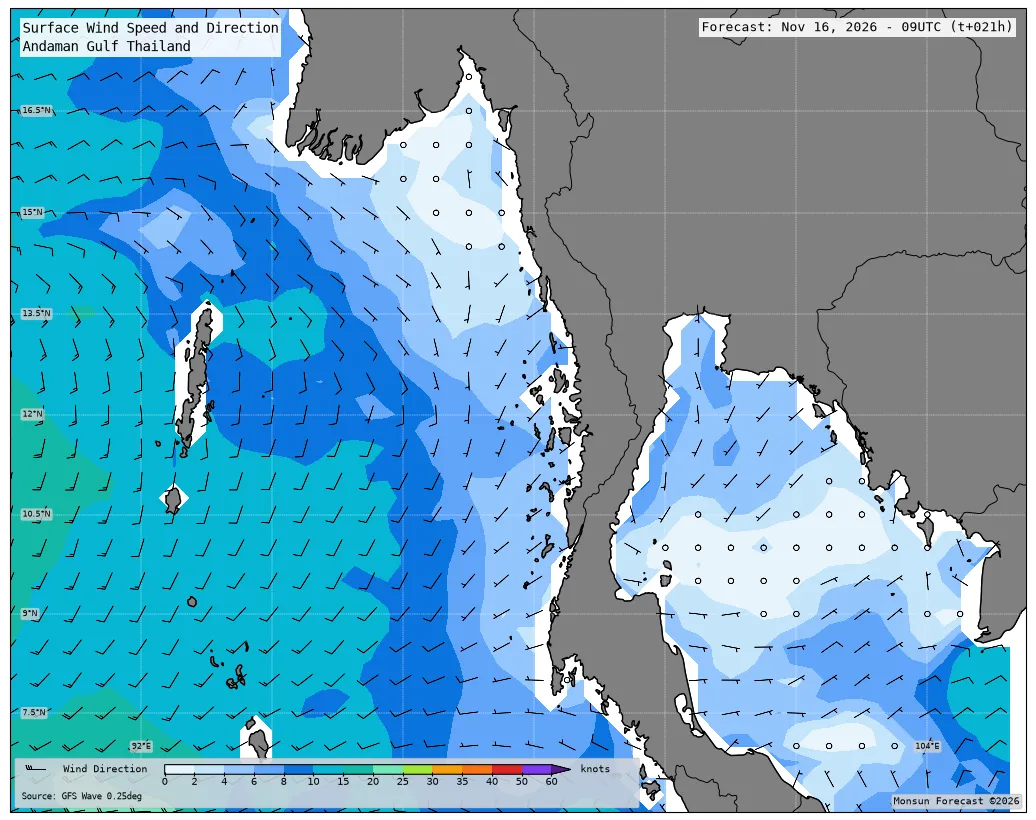 Surface Wind Speed and Direction
Andaman Gulf Thailand
Forecast: Nov 16, 2026 - 09UTC (t+021h)
16.5°N
15°N
13.5°N
12°N
10.5°N
9°N
7.5°N
92°E
104°E
Wind Direction
0 2 4 6 8 10 15 20 25 30 35 40 50 60 knots
Source: GFS Wave 0.25deg
Monsun Forecast ©2026